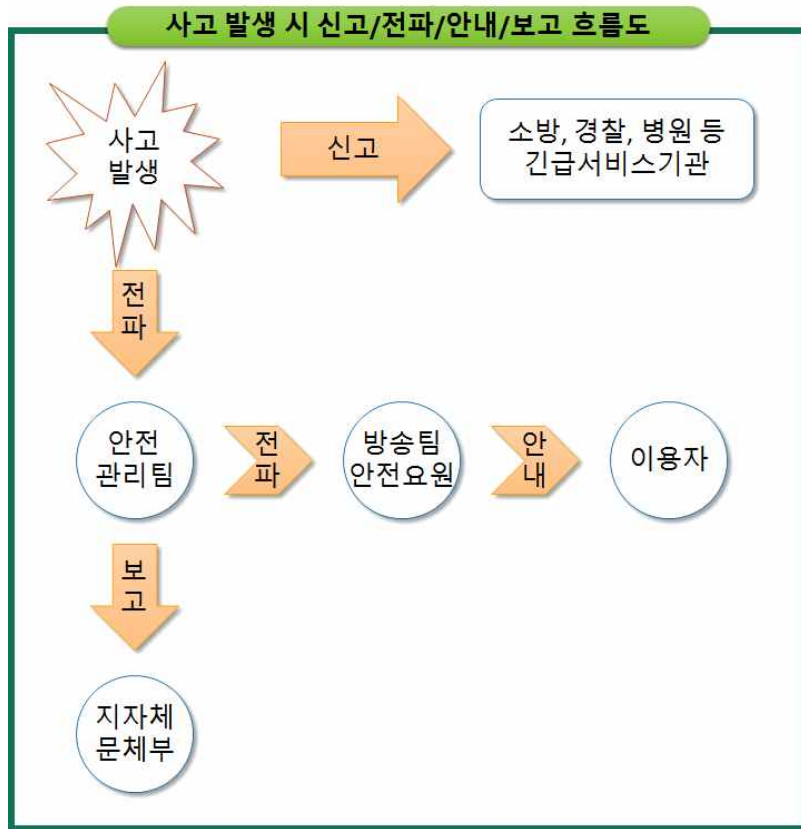 사고 발생 시 신고/전파/안내/보고 흐름도
사고
발생
신고
소방, 경찰, 병원 등
긴급서비스기관
전
파
안전
관리팀
전
파
방송팀
안전요원
안
내
이용자
보
고
지자체
문체부